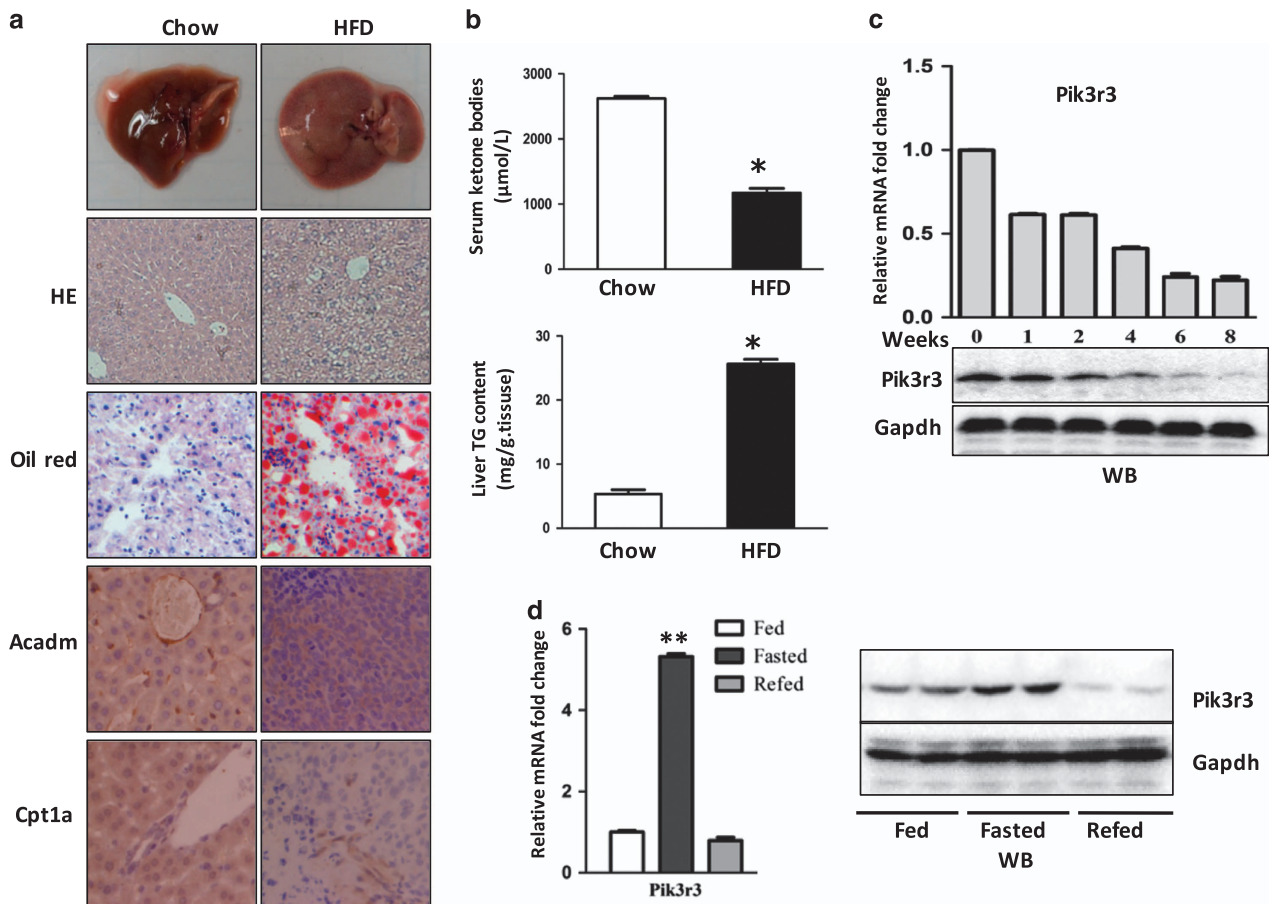 a
Chow
HFD
HE
Oil red
Acadm
Cpt1a
b
Serum ketone bodies
(µmol/L)
3000
2000
1000
0
*
Chow
HFD
Liver TG content
(mg/g.tissuse)
30
20
10
0
*
Chow
HFD
c
Relative mRNA fold change
1.5
1.0
0.5
0.0
Pik3r3
Weeks 0 1 2 4 6 8
Pik3r3
Gapdh
WB
d
Relative mRNA fold change
6
4
2
0
**
Fed
Fasted
Refed
Pik3r3
Pik3r3
Gapdh
Fed Fasted Refed
WB